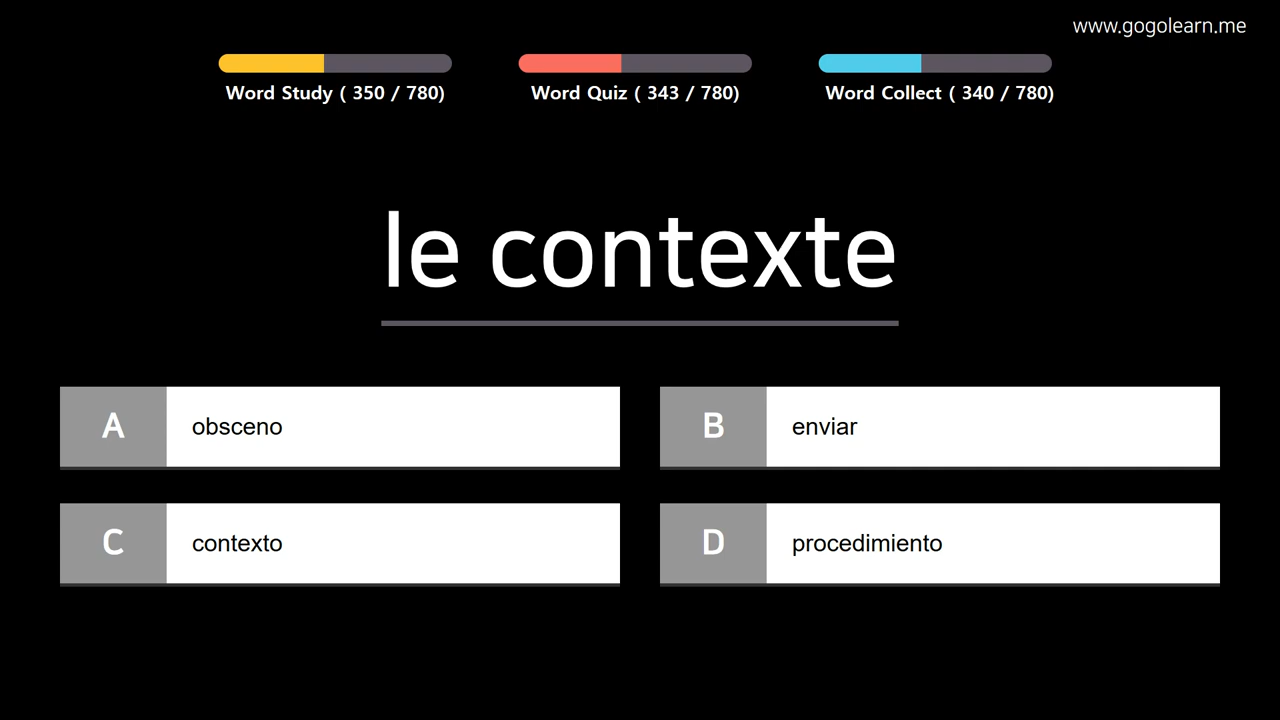 www.gogolearn.me
Word Study ( 350 / 780)
Word Quiz ( 343 / 780)
Word Collect ( 340 / 780)
le contexte
A obsceno
B enviar
C contexto
D procedimiento